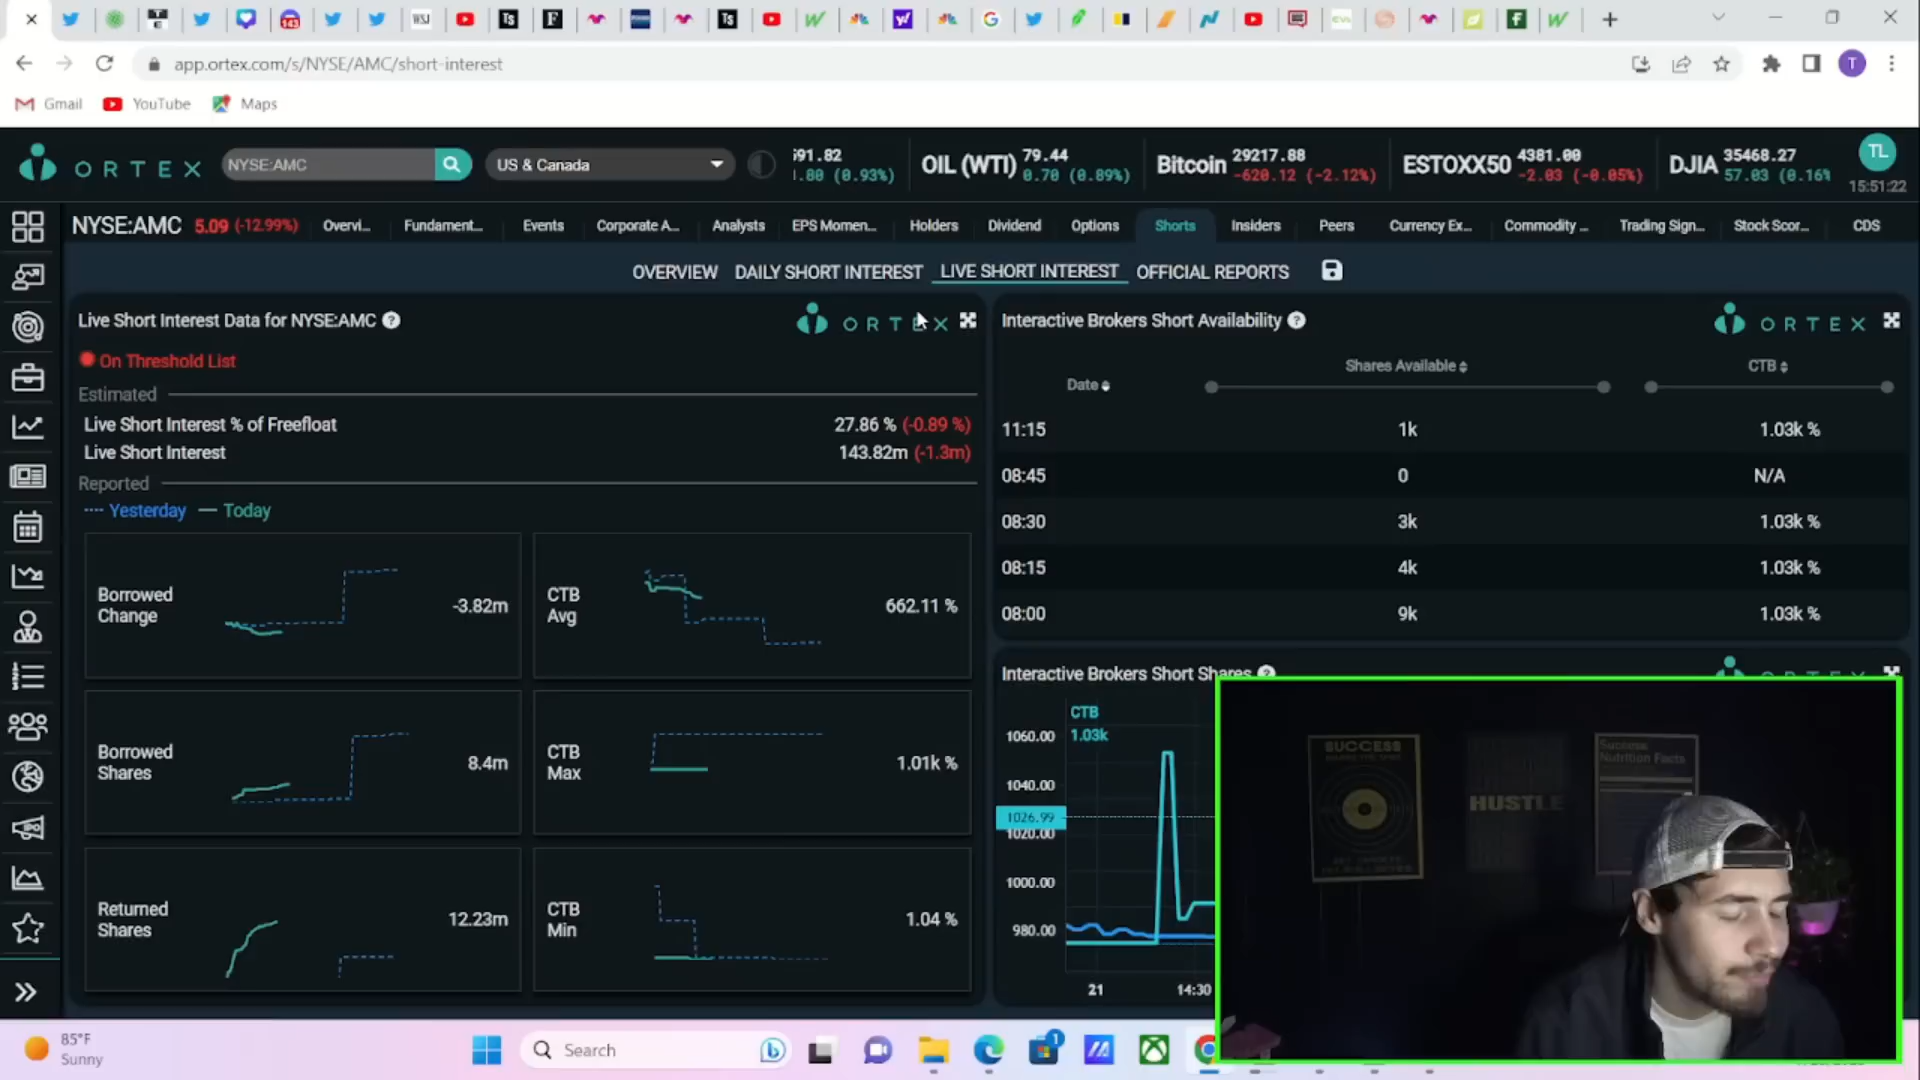 WSJ
TS
F
TS
143
app.ortex.com/s/NYSE/AMC/short-interest
T
Gmail
YouTube
Maps
ORTEX
NYSE:AMC
US & Canada
OIL (WTI)
79.44
0.70 (0.89%)
Bitcoin
29217.88
-620.12 (-2.12%)
ESTOXX50
4381.00
-2.03 (-0.05%)
DJIA
35468.27
57.03 (0.16%
TL
15:51:22
NYSE:AMC 5.09 (-12.99%)
Overvi...
Fundament...
Events
Corporate A...
Analysts
EPS Momen...
Holders
Dividend
Options
Shorts
Insiders
Peers
Currency Ex...
Commodity ...
Trading Sign...
Stock Scor...
CDS
OVERVIEW
DAILY SHORT INTEREST
LIVE SHORT INTEREST
OFFICIAL REPORTS
Live Short Interest Data for NYSE:AMC ?
ORTEX
On Threshold List
Estimated
Live Short Interest % of Freefloat 27.86 % (-0.89 %)
Live Short Interest 143.82m (-1.3m)
Reported
Yesterday Today
Borrowed Change -3.82m
CTB Avg 662.11 %
Borrowed Shares 8.4m
CTB Max 1.01k %
Returned Shares 12.23m
CTB Min 1.04 %
Interactive Brokers Short Availability ?
ORTEX
Date Shares Available CTB
11:15 1k 1.03k %
08:45 0 N/A
08:30 3k 1.03k %
08:15 4k 1.03k %
08:00 9k 1.03k %
Interactive Brokers Short Shares ?
CTB
1.03k
1060.00
1040.00
1026.99
1020.00
1000.00
980.00
21
14:30
SUCCESS
HUSTLE
Success
Nutrition Facts
85°F
Sunny
Search
1